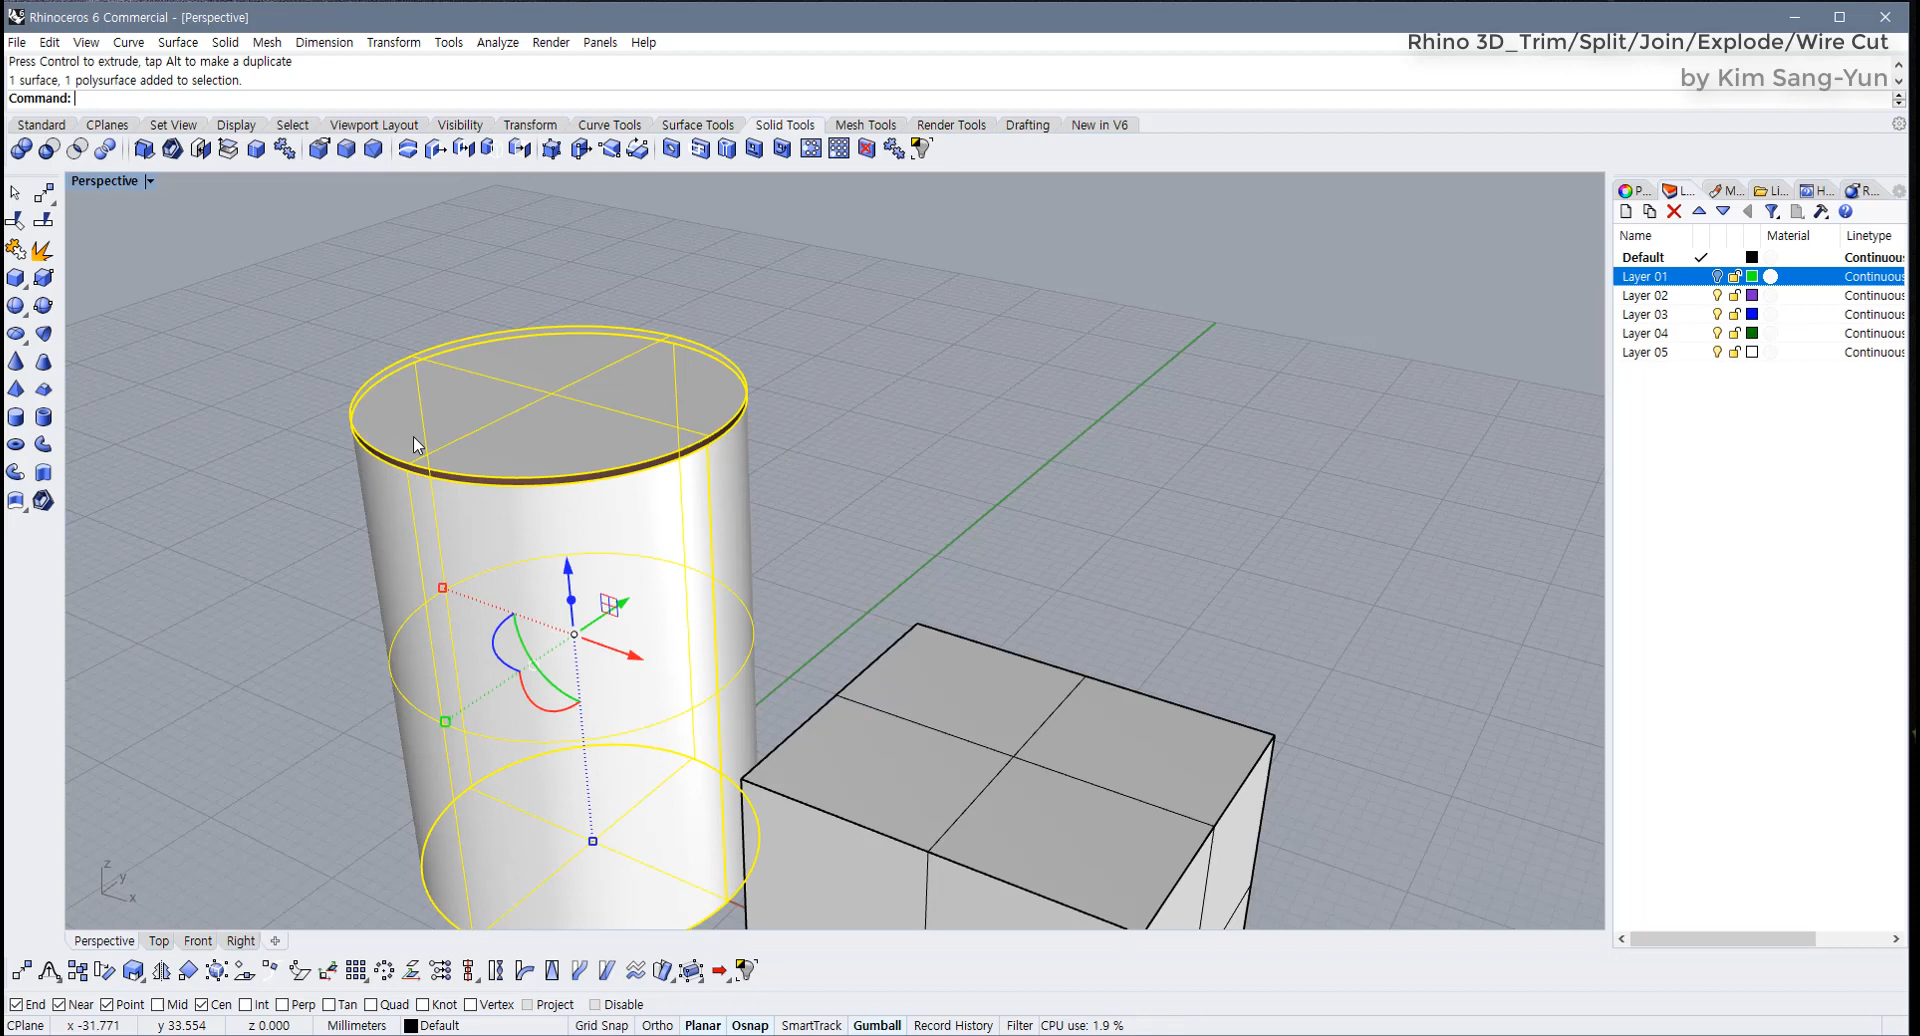 Rhinoceros 6 Commercial - [Perspective]
File Edit View Curve Surface Solid Mesh Dimension Transform Tools Analyze Render Panels Help
Rhino 3D_Trim/Split/Join/Explode/Wire Cut
by Kim Sang-Yun
Press Control to extrude, tap Alt to make a duplicate
1 surface, 1 polysurface added to selection.
Command:
Standard CPlanes Set View Display Select Viewport Layout Visibility Transform Curve Tools Surface Tools Solid Tools Mesh Tools Render Tools Drafting New in V6
Perspective
P... L... M... Li... H... R...
Name Material Linetype
Default Continuou
Layer 01 Continuous
Layer 02 Continuous
Layer 03 Continuous
Layer 04 Continuous
Layer 05 Continuous
z
y
x
Perspective Top Front Right
End Near Point Mid Cen Int Perp Tan Quad Knot Vertex Project Disable
CPlane x -31.771 y 33.554 z 0.000 Millimeters Default Grid Snap Ortho Planar Osnap SmartTrack Gumball Record History Filter CPU use: 1.9 %